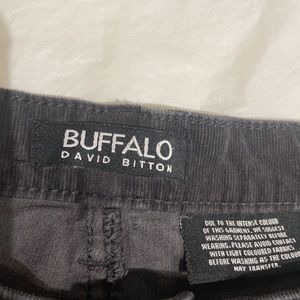 BUFFALO
DAVID BITTON
DUE TO THE INTENSE COLOUR
OF THIS GARMENT, WE SUGGEST
WASHING SEPARATELY BEFORE
WEARING. PLEASE AVOID CONTACT
WITH LIGHT COLOURED FABRICS
BEFORE WASHING AS THE COLOUR
MAY TRANSFER.